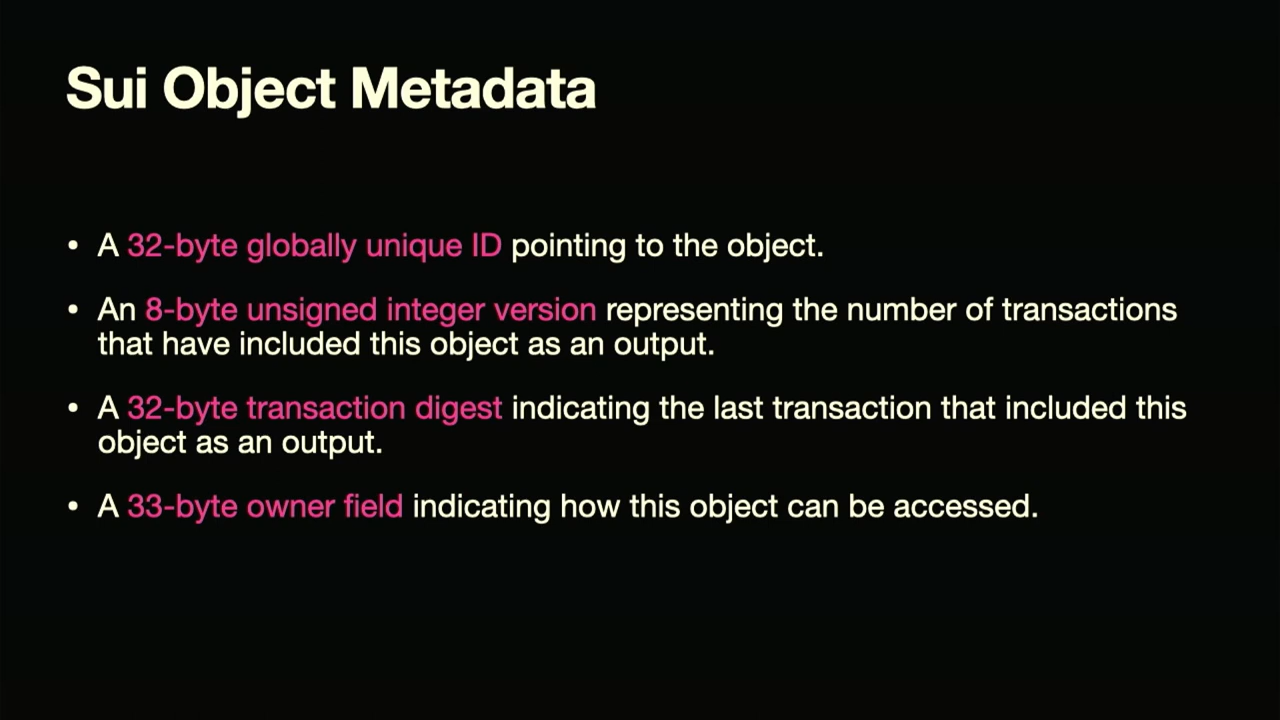 Sui Object Metadata
• A 32-byte globally unique ID pointing to the object.
• An 8-byte unsigned integer version representing the number of transactions
that have included this object as an output.
• A 32-byte transaction digest indicating the last transaction that included this
object as an output.
• A 33-byte owner field indicating how this object can be accessed.